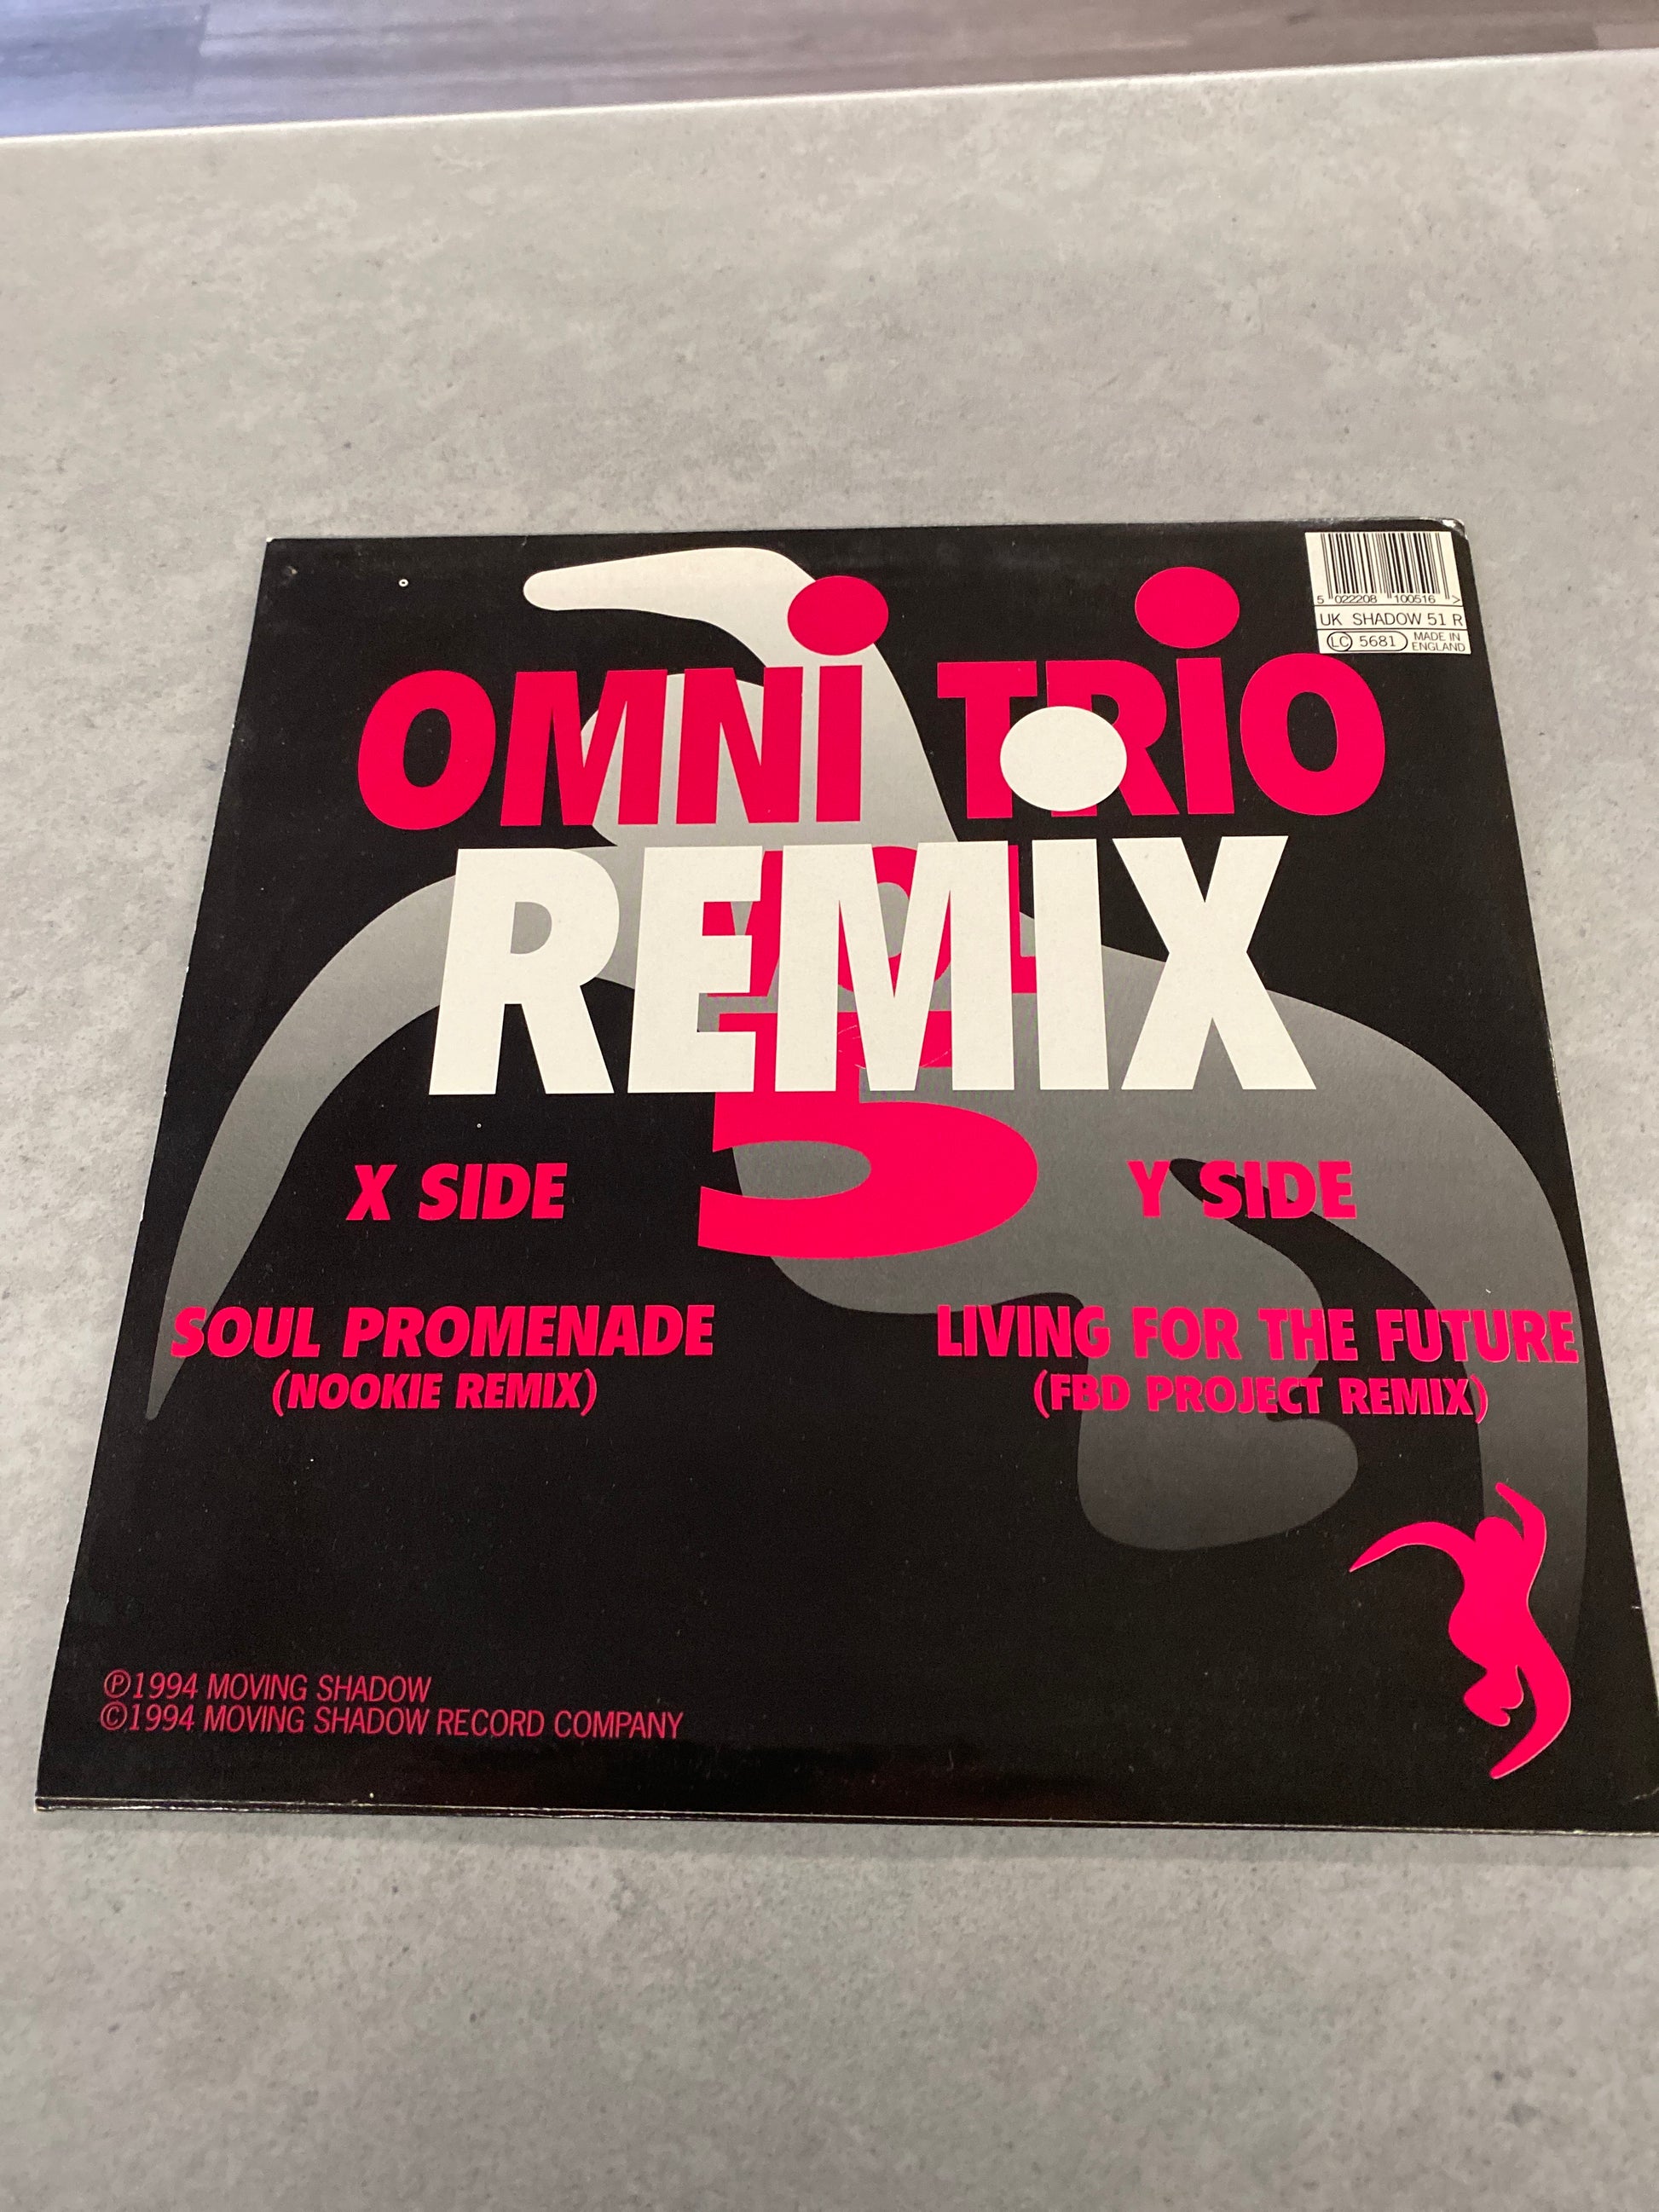 5 022208 100516 >
UK SHADOW 51 R
LC 5681 MADE IN ENGLAND
OMNi TRiO
VOL
REMIX
5
X SIDE
SOUL PROMENADE
(NOOKIE REMIX)
Y SIDE
LIVING FOR THE FUTURE
(FBD PROJECT REMIX)
℗1994 MOVING SHADOW
©1994 MOVING SHADOW RECORD COMPANY